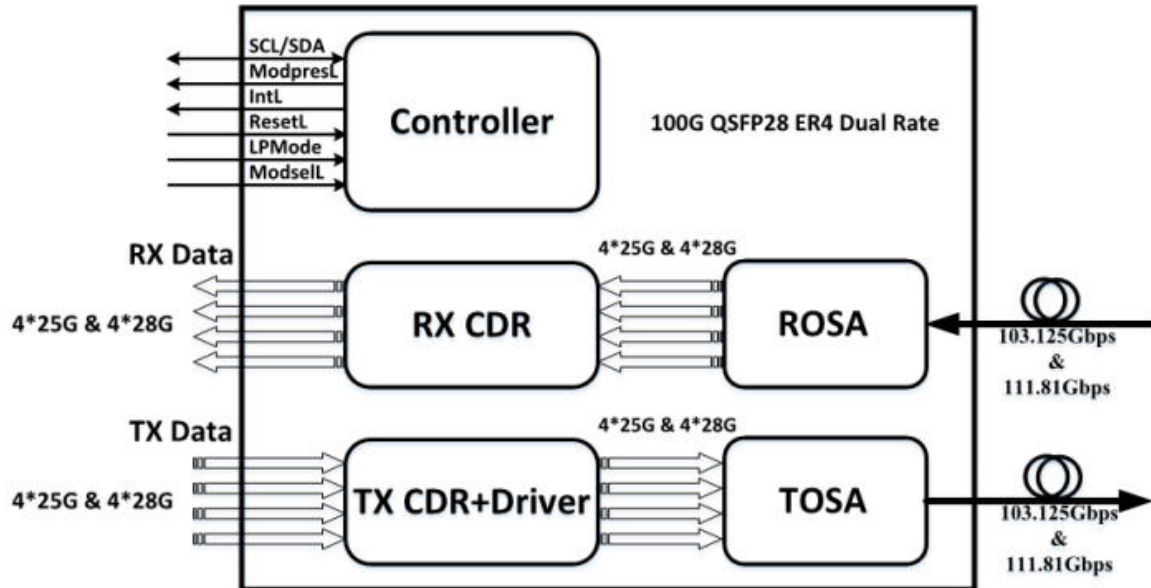 SCL/SDA
ModpresL
IntL
ResetL
LPMode
ModselL
Controller
100G QSFP28 ER4 Dual Rate
RX Data
4*25G & 4*28G
RX CDR
4*25G & 4*28G
ROSA
103.125Gbps
&
111.81Gbps
TX Data
4*25G & 4*28G
TX CDR+Driver
4*25G & 4*28G
TOSA
103.125Gbps
&
111.81Gbps